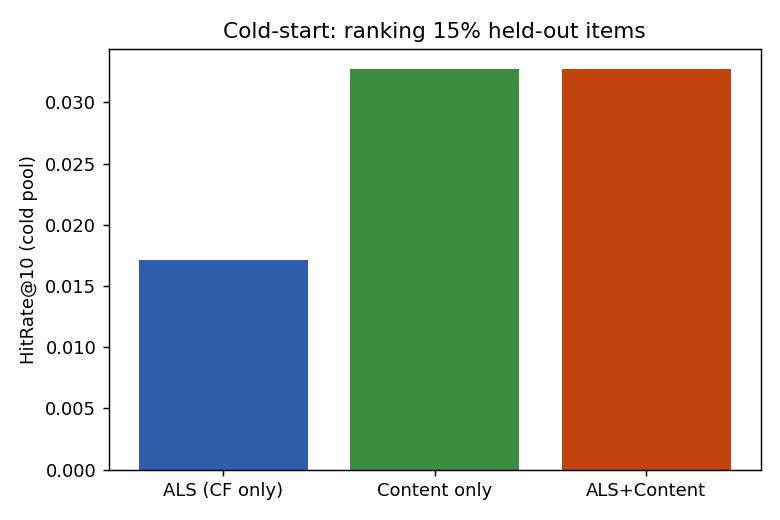 Cold-start: ranking 15% held-out items
HitRate@10 (cold pool)
0.030
0.025
0.020
0.015
0.010
0.005
0.000
ALS (CF only)
Content only
ALS+Content